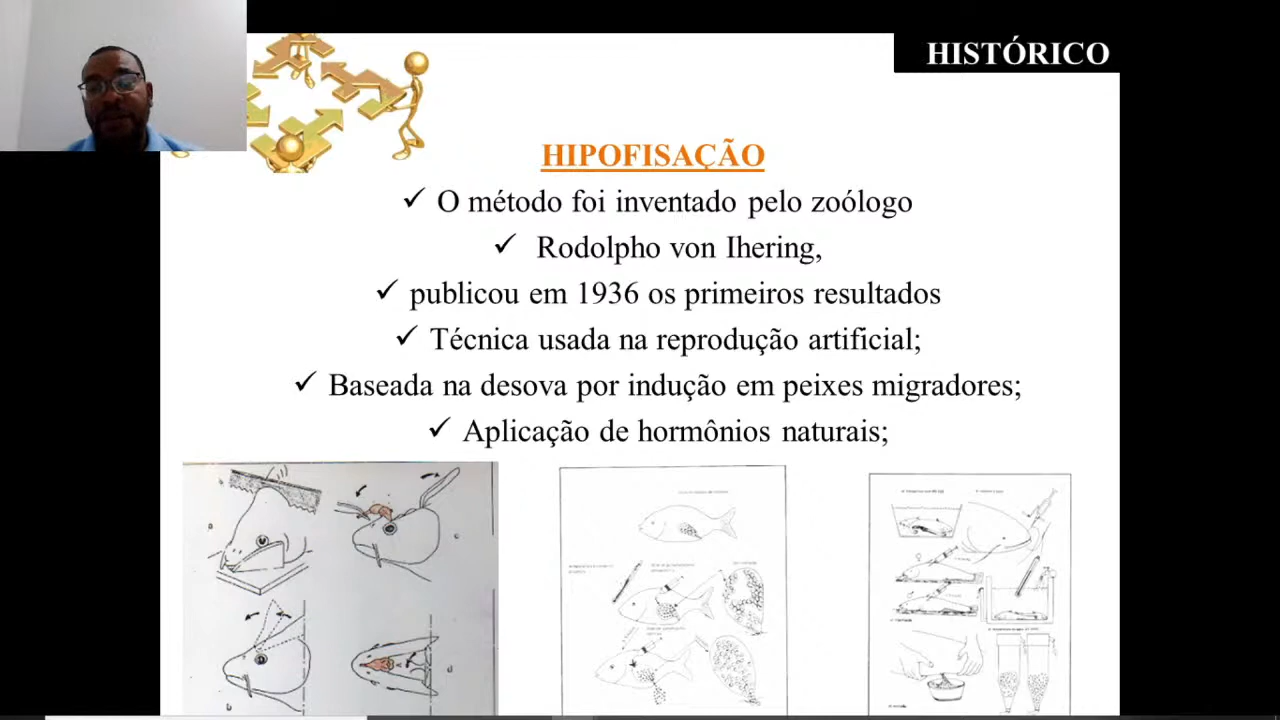 HISTÓRICO
HIPOFISAÇÃO
✓ O método foi inventado pelo zoólogo
✓ Rodolpho von Ihering,
✓ publicou em 1936 os primeiros resultados
✓ Técnica usada na reprodução artificial;
✓ Baseada na desova por indução em peixes migradores;
✓ Aplicação de hormônios naturais;